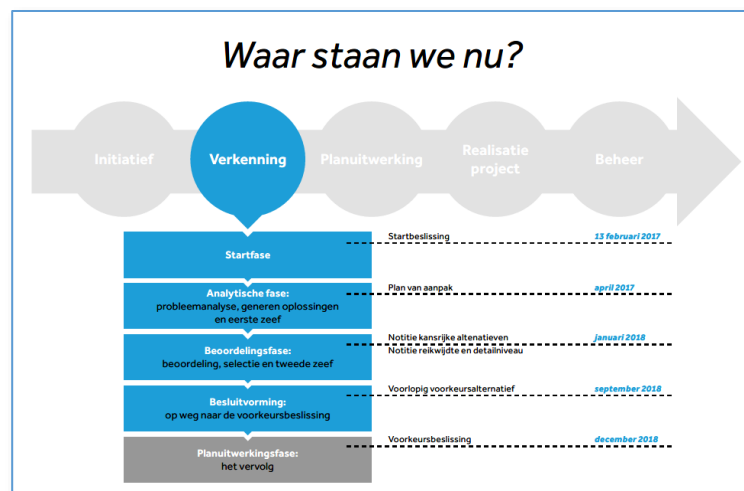 Waar staan we nu?
Initiatief
Verkenning
Planuitwerking
Realisatie
project
Beheer
Startfase
Startbeslissing
13 februari 2017
Analytische fase:
probleemanalyse, generen oplossingen
en eerste zeef
Plan van aanpak
april 2017
Beoordelingsfase:
beoordeling, selectie en tweede zeef
Notitie kansrijke altenatieven
januari 2018
Notitie reikwijdte en detailniveau
Besluitvorming:
op weg naar de voorkeursbeslissing
Voorlopig voorkeursalternatief
september 2018
Planuitwerkingsfase:
het vervolg
Voorkeursbeslissing
december 2018